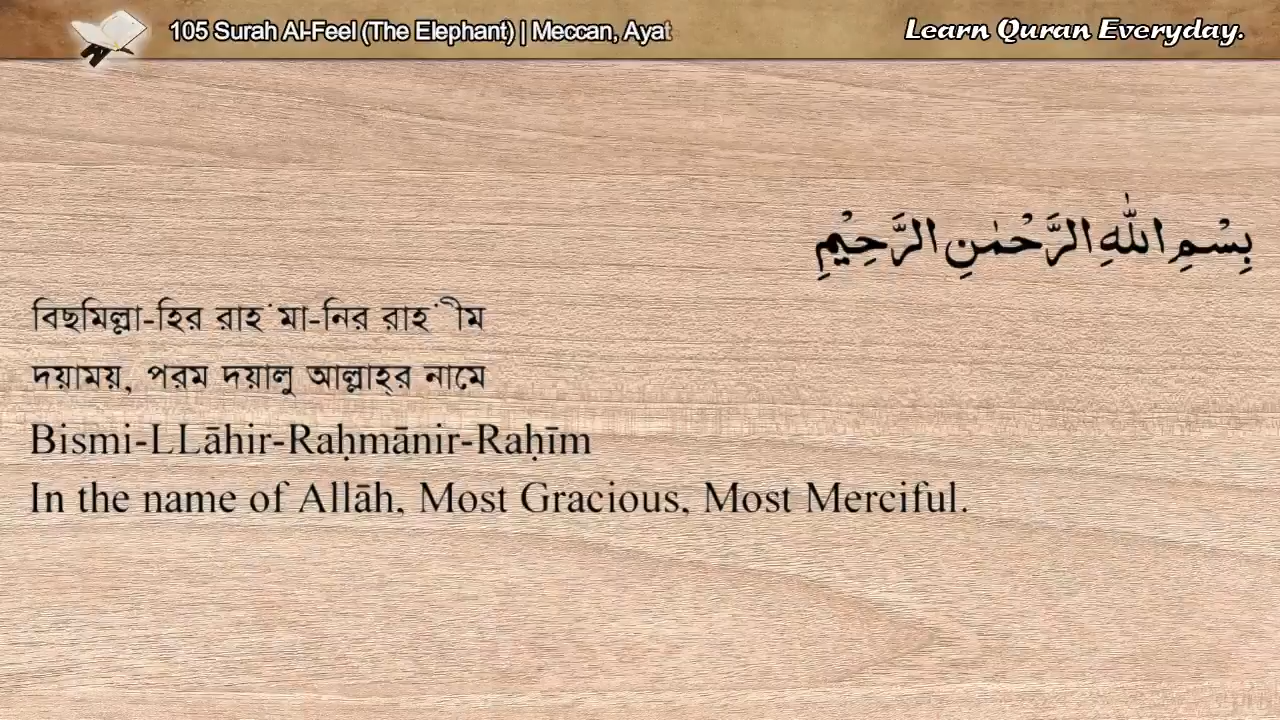 105 Surah Al-Feel (The Elephant) | Meccan, Ayat
Learn Quran Everyday.
بِسْمِ اللّٰهِ الرَّحْمٰنِ الرَّحِيْمِ
বিছমিল্লা-হির রাহ'মা-নির রাহ'ীম
দয়াময়, পরম দয়ালু আল্লাহ্‌র নামে
Bismi-LLāhir-Raḥmānir-Raḥīm
In the name of Allāh, Most Gracious, Most Merciful.